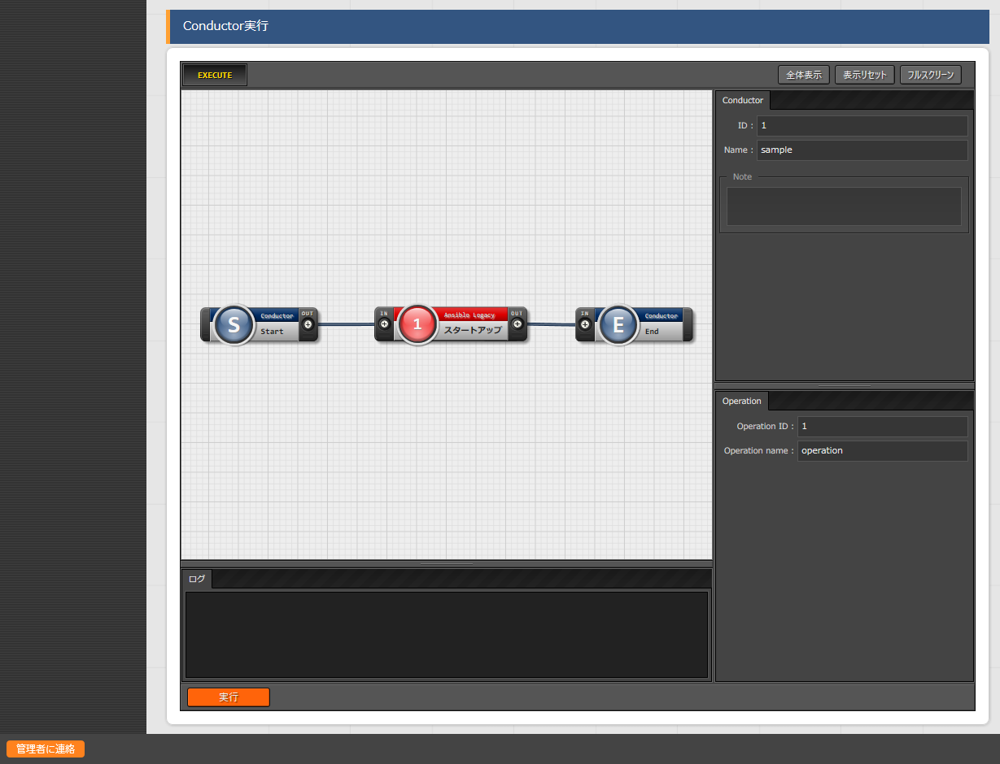 Conductor実行
EXECUTE
全体表示
表示リセット
フルスクリーン
Conductor
ID : 1
Name : sample
Note
S
Conductor
Start
OUT
IN
1
Ansible Legacy
スタートアップ
OUT
IN
E
Conductor
End
Operation
Operation ID : 1
Operation name : operation
ログ
実行
管理者に連絡